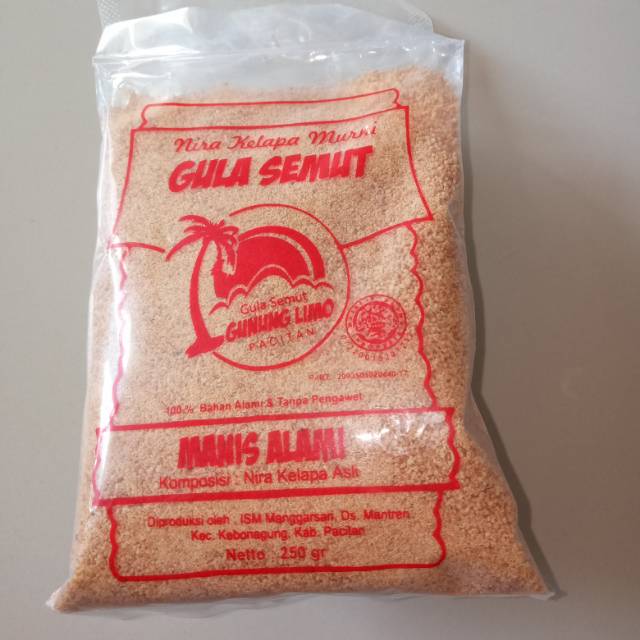 Nira Kelapa Murni
GULA SEMUT
Gula Semut
GUNUNG LIMO
PACITAN
100% Bahan Alami & Tanpa Pengawet
MANIS ALAMI
Komposisi : Nira Kelapa Asli
Diproduksi oleh : ISM Manggarsari, Ds. Mantren
Kec. Kebonagung, Kab. Pacitan
Netto : 250 gr